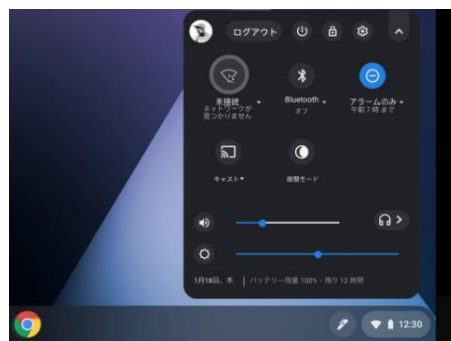 ログアウト
未接続
ネットワークが
見つかりません
Bluetooth
オフ
アラームのみ
午前 7 時 まで
キャスト
夜間モード
1月18日、木 | バッテリー残量 100% - 残り 12 時間
12:30